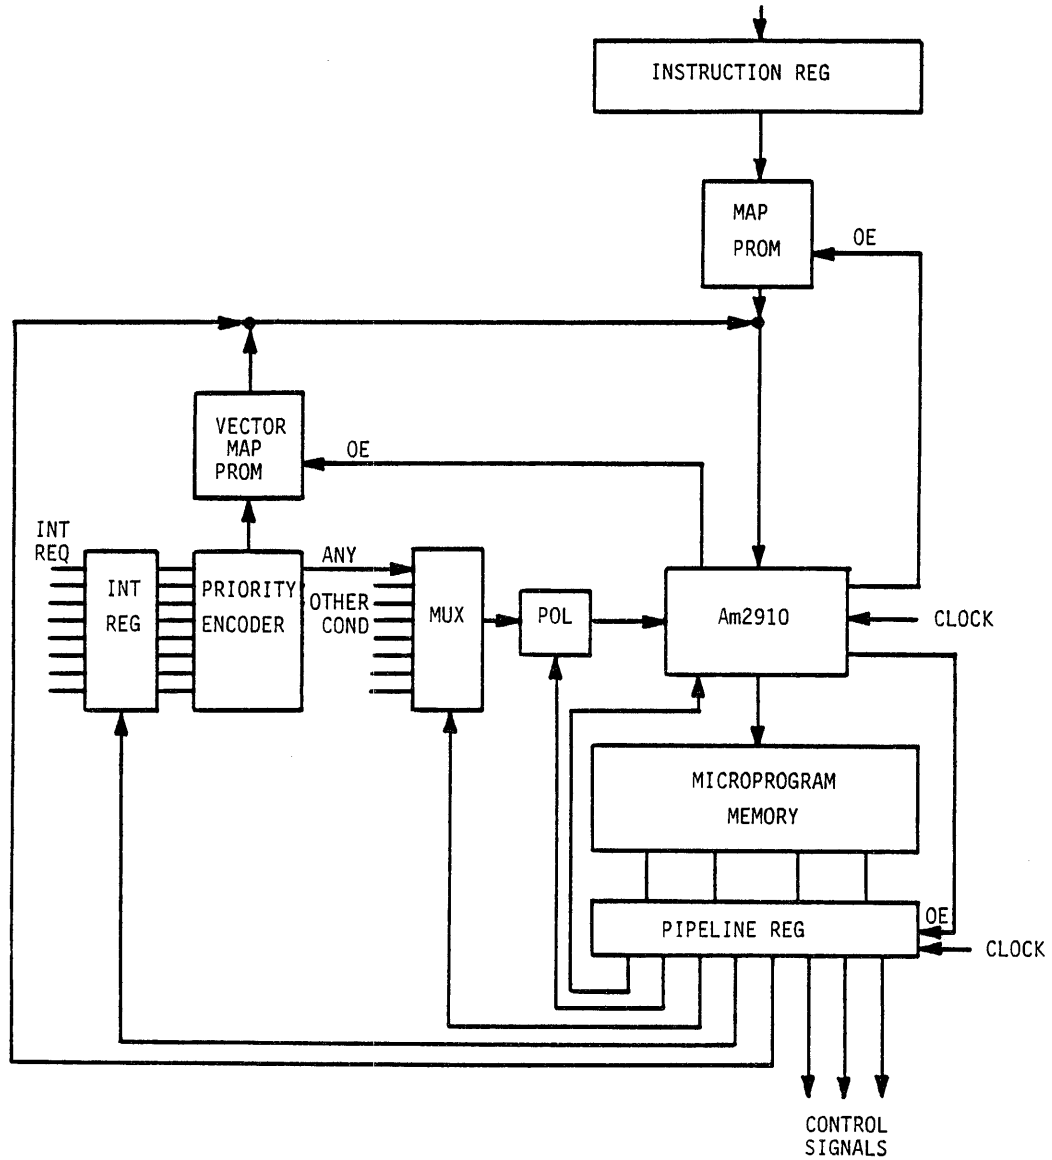 INSTRUCTION REG
MAP
PROM
OE
VECTOR
MAP
PROM
OE
INT
REQ
INT
REG
PRIORITY
ENCODER
ANY
OTHER
COND
MUX
POL
Am2910
CLOCK
MICROPROGRAM
MEMORY
PIPELINE REG
OE
CLOCK
CONTROL
SIGNALS